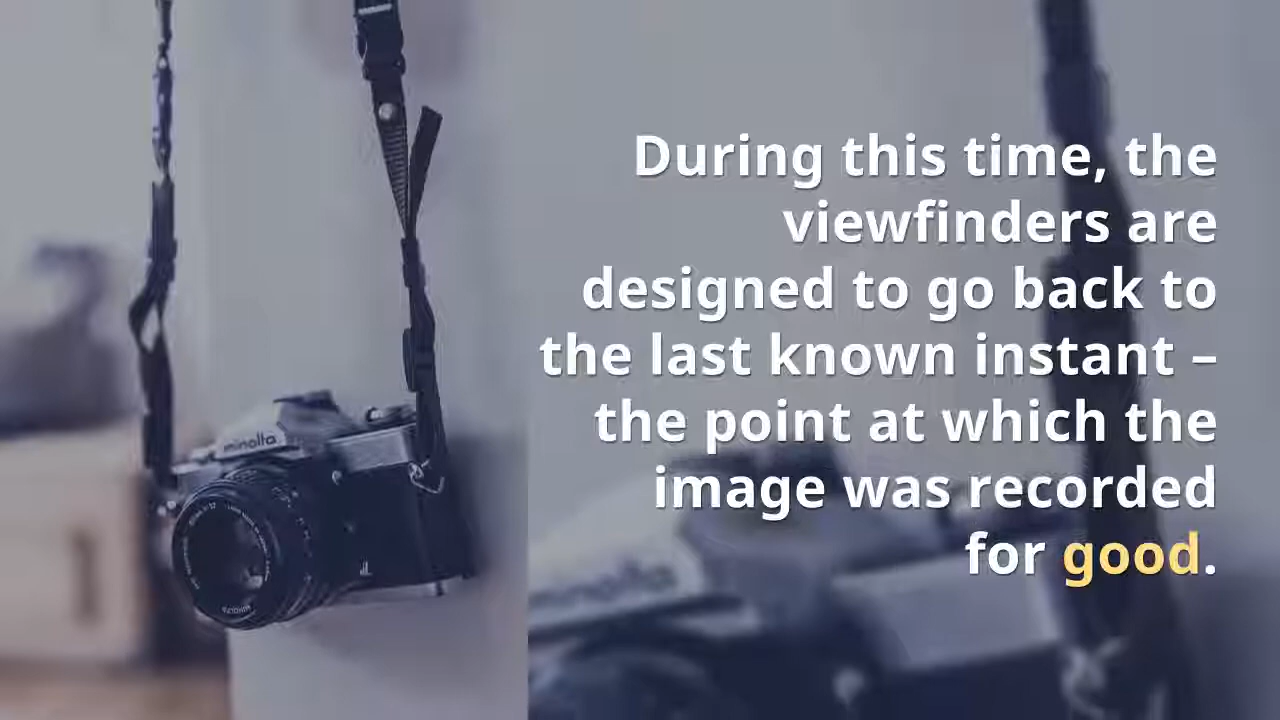 During this time, the
viewfinders are
designed to go back to
the last known instant –
the point at which the
image was recorded
for good.
minolta